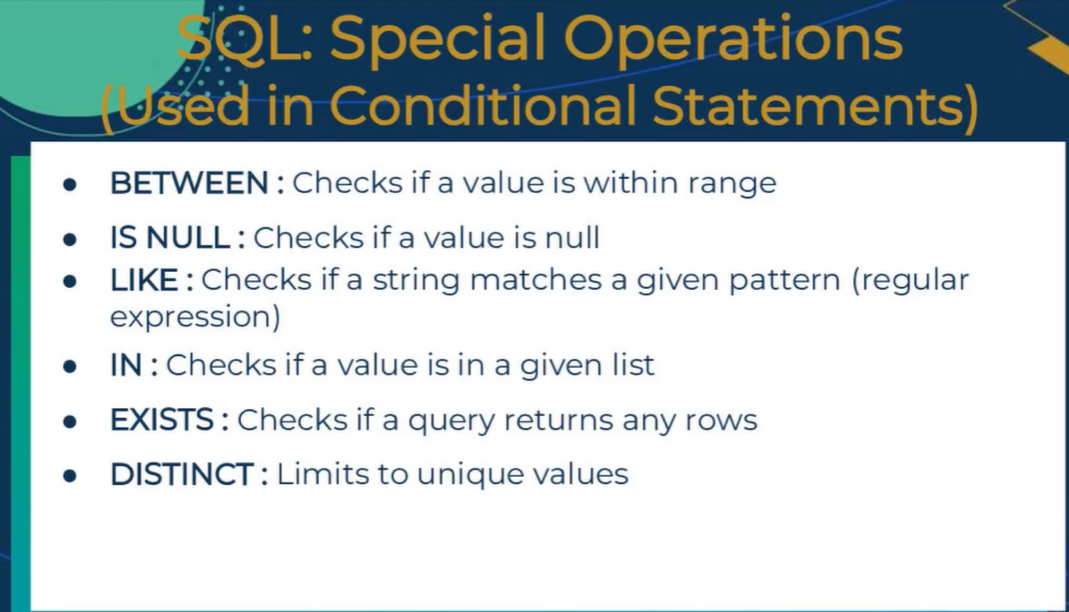 SQL: Special Operations
(Used in Conditional Statements)
● BETWEEN : Checks if a value is within range
● IS NULL : Checks if a value is null
● LIKE : Checks if a string matches a given pattern (regular
expression)
● IN : Checks if a value is in a given list
● EXISTS : Checks if a query returns any rows
● DISTINCT : Limits to unique values